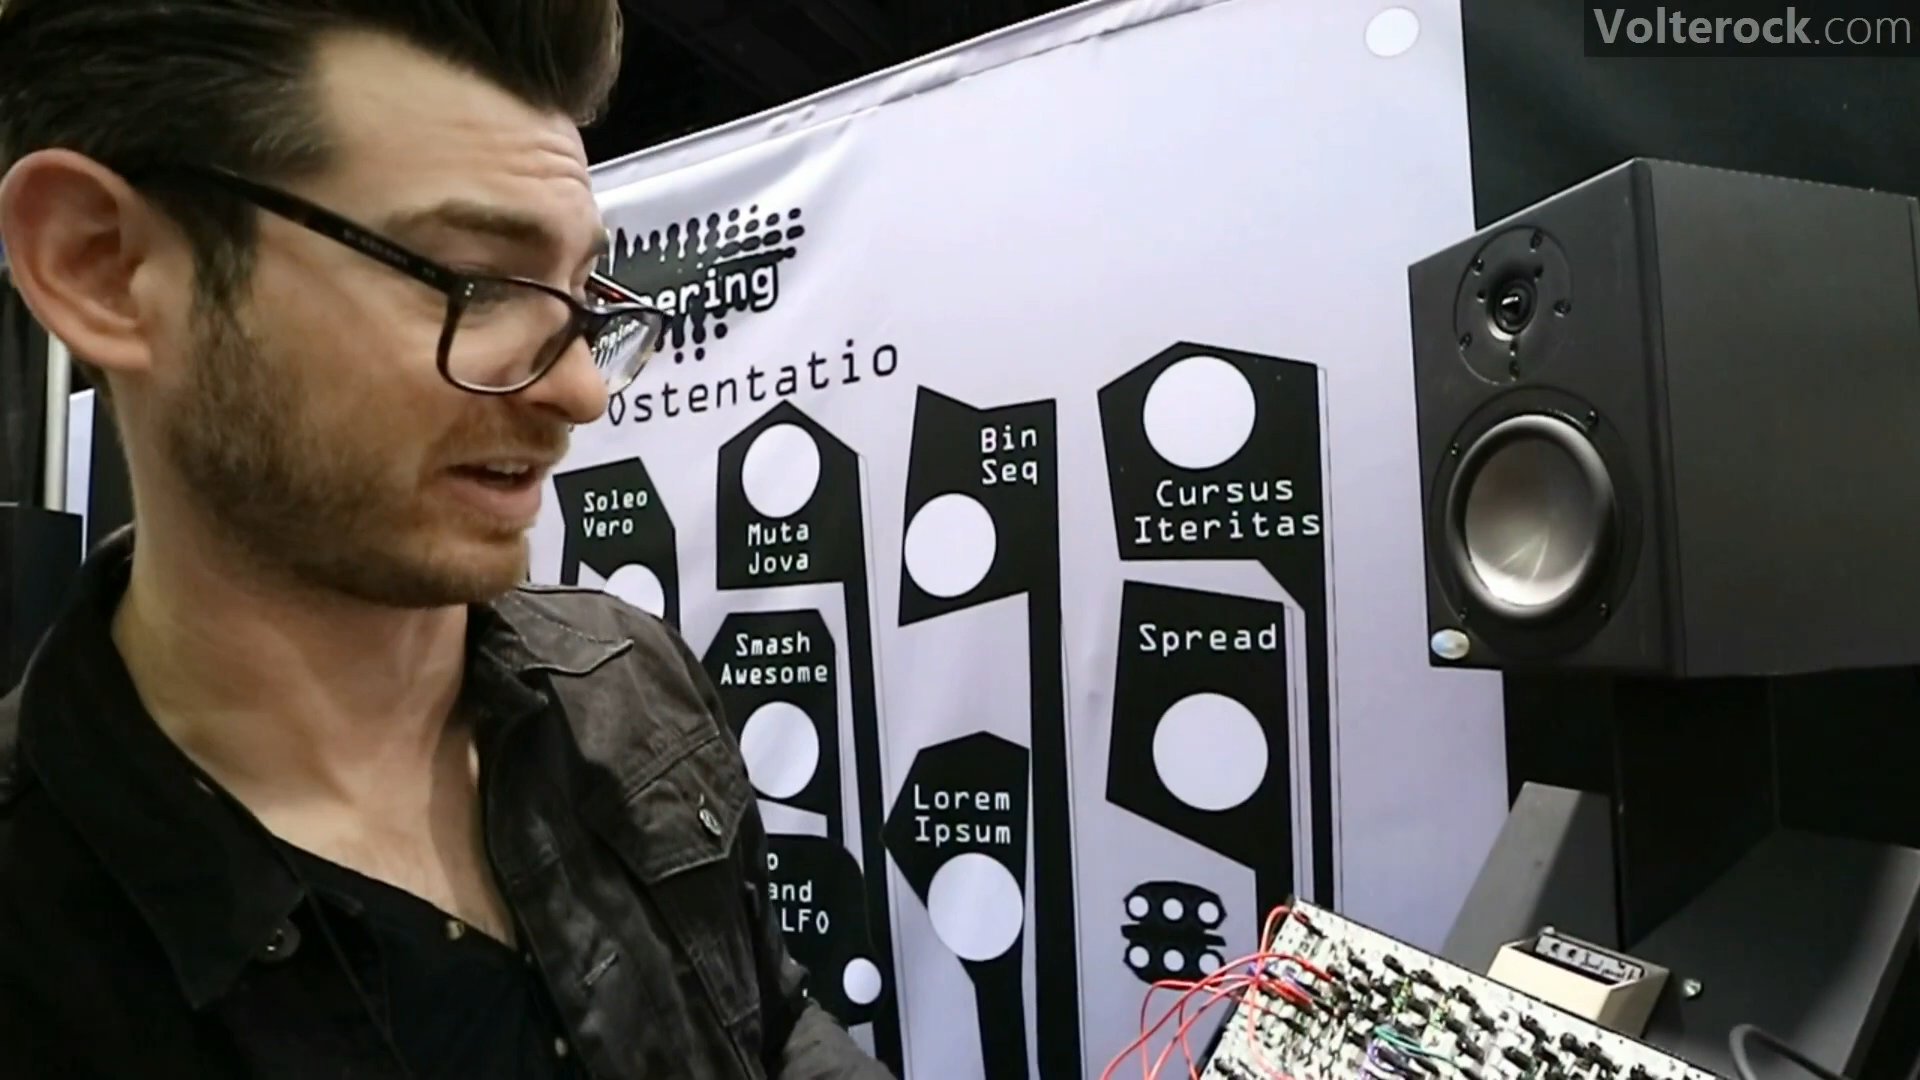 Volterock.com
ering
Ostentatio
Soleo
Vero
Muta
Jova
Bin
Seq
Cursus
Iteritas
Smash
Awesome
Spread
Lorem
Ipsum
and
LFO